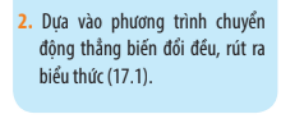 2. Dựa vào phương trình chuyển
động thẳng biến đổi đều, rút ra
biểu thức (17.1).